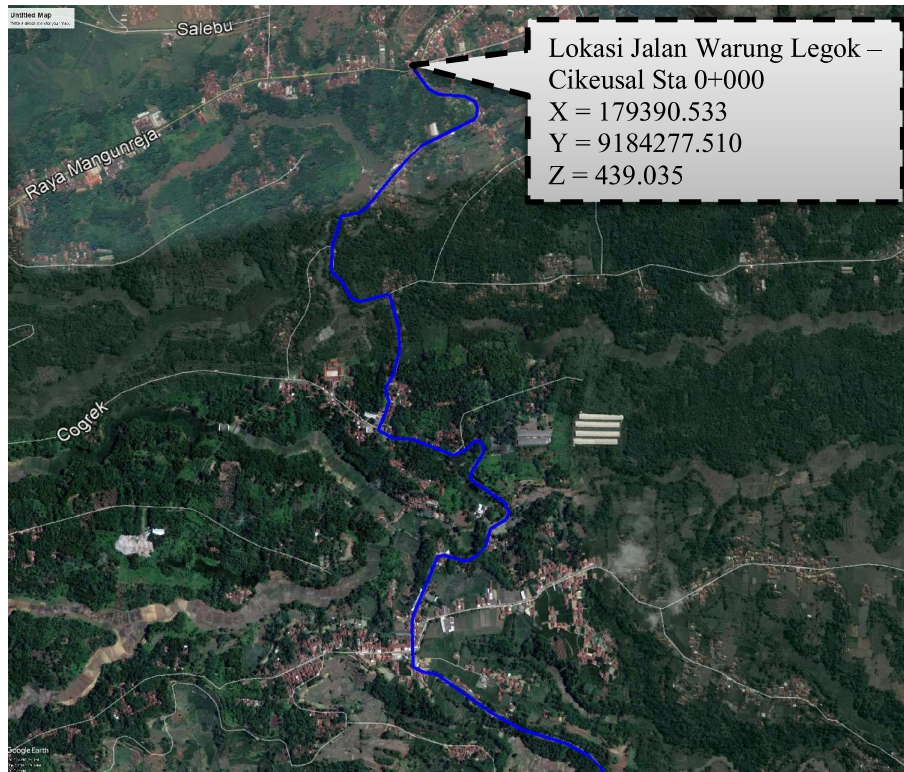 Untitled Map
Salebu
Lokasi Jalan Warung Legok –
Cikeusal Sta 0+000
X = 179390.533
Y = 9184277.510
Z = 439.035
Raya Mangunreja
Cogrek
Google Earth